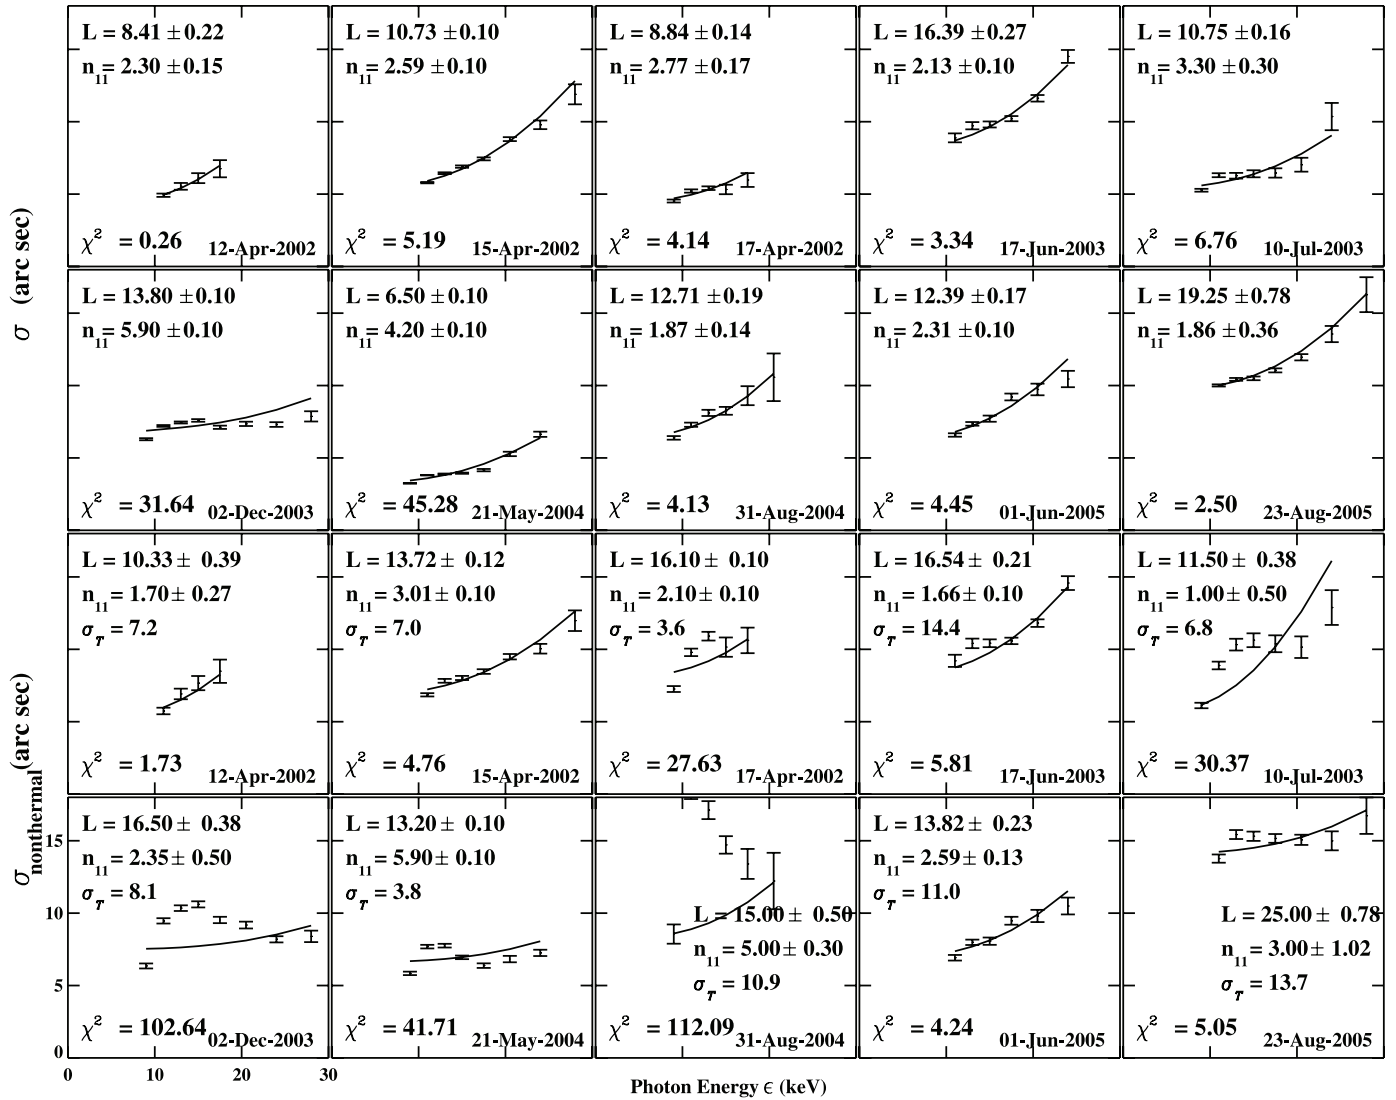 L = 8.41 ±0.22
n11= 2.30 ±0.15
χ² = 0.26
12-Apr-2002
L = 10.73 ±0.10
n11= 2.59 ±0.10
χ² = 5.19
15-Apr-2002
L = 8.84 ±0.14
n11= 2.77 ±0.17
χ² = 4.14
17-Apr-2002
L = 16.39 ±0.27
n11= 2.13 ±0.10
χ² = 3.34
17-Jun-2003
L = 10.75 ±0.16
n11= 3.30 ±0.30
χ² = 6.76
10-Jul-2003
σ (arc sec)
L = 13.80 ±0.10
n11= 5.90 ±0.10
χ² = 31.64
02-Dec-2003
L = 6.50 ±0.10
n11= 4.20 ±0.10
χ² = 45.28
21-May-2004
L = 12.71 ±0.19
n11= 1.87 ±0.14
χ² = 4.13
31-Aug-2004
L = 12.39 ±0.17
n11= 2.31 ±0.10
χ² = 4.45
01-Jun-2005
L = 19.25 ±0.78
n11= 1.86 ±0.36
χ² = 2.50
23-Aug-2005
L = 10.33 ± 0.39
n11 = 1.70 ± 0.27
σT = 7.2
χ² = 1.73
12-Apr-2002
L = 13.72 ± 0.12
n11 = 3.01 ± 0.10
σT = 7.0
χ² = 4.76
15-Apr-2002
L = 16.10 ± 0.10
n11 = 2.10 ± 0.10
σT = 3.6
χ² = 27.63
17-Apr-2002
L = 16.54 ± 0.21
n11 = 1.66 ± 0.10
σT = 14.4
χ² = 5.81
17-Jun-2003
L = 11.50 ± 0.38
n11 = 1.00 ± 0.50
σT = 6.8
χ² = 30.37
10-Jul-2003
σnonthermal (arc sec)
L = 16.50 ± 0.38
n11 = 2.35 ± 0.50
σT = 8.1
χ² = 102.64
02-Dec-2003
L = 13.20 ± 0.10
n11 = 5.90 ± 0.10
σT = 3.8
χ² = 41.71
21-May-2004
L = 15.00 ± 0.50
n11 = 5.00 ± 0.30
σT = 10.9
χ² = 112.09
31-Aug-2004
L = 13.82 ± 0.23
n11 = 2.59 ± 0.13
σT = 11.0
χ² = 4.24
01-Jun-2005
L = 25.00 ± 0.78
n11 = 3.00 ± 1.02
σT = 13.7
χ² = 5.05
23-Aug-2005
15
10
5
0
0 10 20 30
Photon Energy ϵ (keV)